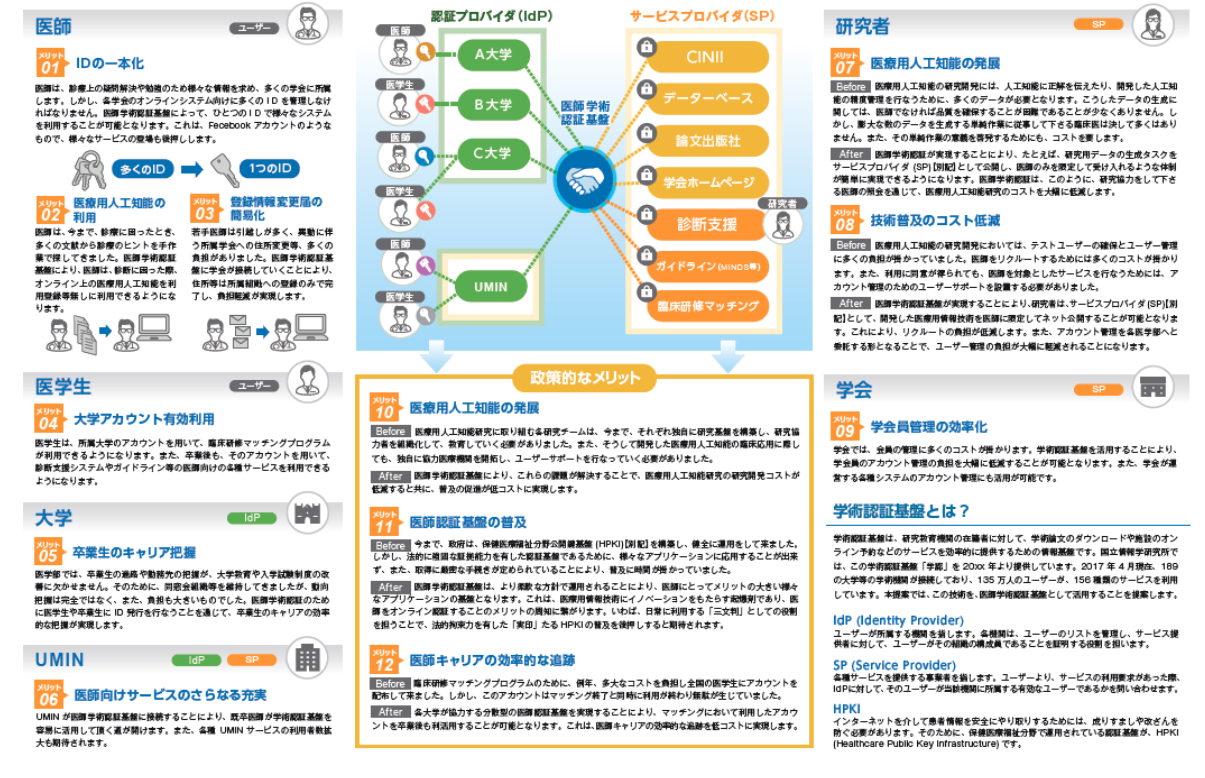 医師
ユーザー
メリット
01
IDの一本化
医師は、診療上の疑問解決や勉強のため様々な情報を求め、多くの学会に所属
します。しかし、各学会のオンラインシステム向けに多くの ID を管理しなけ
ればなりません。医師学術認証基盤によって、ひとつの ID で様々なシステム
を利用することが可能となります。これは、Fecebook アカウントのような
もので、様々なサービスの登場も後押しします。
多くのID
1つのID
メリット
02
医療用人工知能の
利用
医師は、今まで、診療に困ったとき、
多くの文献から診療のヒントを手作
業で探してきました。医師学術認証基
盤により、医師は、診断に困った際、
オンライン上の医療用人工知能を利
用登録等無しに利用できるようにな
ります。
メリット
03
登録情報変更届の
簡易化
若手医師は引越しが多く、異動に伴
う所属学会への住所変更等、多くの
負担がありました。医師学術認証基
盤に学会が接続していくことにより、
住所等は所属組織への登録のみで完
了し、負担軽減が実現します。
医学生
ユーザー
メリット
04
大学アカウント有効利用
医学生は、所属大学のアカウントを用いて、臨床研修マッチングプログラム
が利用できるようになります。また、卒業後も、そのアカウントを用いて、
診断支援システムやガイドライン等の医師向けの各種サービスを利用できる
ようになります。
大学
IdP
メリット
05
卒業生のキャリア把握
医学部では、卒業生の進路や勤務先の把握が、大学教育や入学試験制度の改
善に欠かせません。そのために、同窓会組織等を維持してきましたが、動向
把握は完全ではなく、また、負担も大きいものでした。医師学術認証のため
に医学生や卒業生に ID 発行を行なうことを通じて、卒業生のキャリアの効率
的な把握が実現します。
UMIN
IdP
SP
メリット
06
医師向けサービスのさらなる充実
UMIN が医師学術認証基盤に接続することにより、既卒医師が学術認証基盤を
容易に活用して頂く道が開けます。また、各種 UMIN サービスの利用者数拡
大も期待されます。
認証プロバイダ(IdP)
サービスプロバイダ(SP)
医師
医学生
医師
医学生
医師
医学生
A大学
B大学
C大学
UMIN
医師学術
認証基盤
CINII
データーベース
論文出版社
学会ホームページ
診断支援
ガイドライン(MINDS等)
臨床研修マッチング
研究者
政策的なメリット
メリット
10
医療用人工知能の発展
Before 医療用人工知能研究に取り組む各研究チームは、今まで、それぞれ独自に研究基盤を構築し、研究協
力者を組織化して、教育していく必要がありました。また、そうして開発した医療用人工知能の臨床応用に際し
ても、独自に協力医療機関を開拓し、ユーザーサポートを行なっていく必要がありました。
After 医師学術認証基盤により、これらの課題が解決することで、医療用人工知能研究の研究開発コストが
低減すると共に、普及の促進が低コストに実現します。
メリット
11
医師認証基盤の普及
Before 今まで、政府は、保健医療福祉分野公開鍵基盤 (HPKI)【別記】を構築し、健全に運用をして来ました。
しかし、法的に強固な証拠能力を有した認証基盤であるために、様々なアプリケーションに応用することが出来
ず、また、取得に厳密な手続きが定められていることにより、普及に時間が掛かっていました。
After 医師学術認証基盤は、より柔軟な方針で運用されることにより、医師にとってメリットの大きい様々
なアプリケーションの基盤となります。これは、医療用情報技術にイノベーションをもたらす起爆剤であり、医
師をオンライン認証することのメリットの周知に繋がります。いわば、日常に利用する「三文判」としての役割
を担うことで、法的拘束力を有した「実印」たる HPKI の普及を後押しすると期待されます。
メリット
12
医師キャリアの効率的な追跡
Before 臨床研修マッチングプログラムのために、例年、多大なコストを負担し全国の医学生にアカウントを
配布して来ました。しかし、このアカウントはマッチング終了と同時に利用が終わり無駄が生じていました。
After 各大学が協力する分散型の医師認証基盤を実現することにより、マッチングにおいて利用したアカウ
ントを卒業後も利活用することが可能となります。これは、医師キャリアの効率的な追跡を低コストに実現します。
研究者
SP
メリット
07
医療用人工知能の発展
Before 医療用人工知能の研究開発には、人工知能に正解を伝えたり、開発した人工知
能の精度管理を行なうために、多くのデータが必要となります。こうしたデータの生成に
関しては、医師でなければ品質を確保することが困難であることが少なくありません。し
かし、膨大な数のデータを生成する単純作業に従事して下さる臨床医は決して多くはあり
ません。また、その単純作業の意義を啓発するためにも、コストを要します。
After 医師学術認証が実現することにより、たとえば、研究用データの生成タスクを
サービスプロバイダ (SP)【別記】として公開し、医師のみを限定して受け入れるような体制
が簡単に実現できるようになります。医師学術認証は、このように、研究協力をして下さ
る医師の照会を通じて、医療用人工知能研究のコストを大幅に低減します。
メリット
08
技術普及のコスト低減
Before 医療用人工知能の研究開発においては、テストユーザーの確保とユーザー管理
に多くの負担が掛かっていました。医師をリクルートするためには多くのコストが掛かり
ます。また、利用に同意が得られても、医師を対象としたサービスを行なうためには、ア
カウント管理のためのユーザーサポートを設置する必要がありました。
After 医師学術認証基盤が実現することにより、研究者は、サービスプロバイダ (SP)【別
記】として、開発した医療用情報技術を医師に限定してネット公開することが可能となりま
す。これにより、リクルートの負担が低減します。また、アカウント管理を各医学部へと
委託する形となることで、ユーザー管理の負担が大幅に軽減されることになります。
学会
SP
メリット
09
学会員管理の効率化
学会では、会員の管理に多くのコストが掛かります。学術認証基盤を活用することにより、
学会員のアカウント管理の負担を大幅に低減することが可能となります。また、学会が運
営する各種システムのアカウント管理にも活用が可能です。
学術認証基盤とは？
学術認証基盤は、研究教育機関の在籍者に対して、学術論文のダウンロードや施設のオン
ライン予約などのサービスを効率的に提供するための情報基盤です。国立情報学研究所で
は、この学術認証基盤「学認」を 20xx 年より提供しています。2017 年 4 月現在、189
の大学等の学術機関が接続しており、135 万人のユーザーが、156 種類のサービスを利用
しています。本提案では、この技術を、医師学術認証基盤として活用することを提案します。
IdP (Identity Provider)
ユーザーが所属する機関を指します。各機関は、ユーザーのリストを管理し、サービス提
供者に対して、ユーザーがその組織の構成員であることを証明する役割を担います。
SP (Service Provider)
各種サービスを提供する事業者を指します。ユーザーより、サービスの利用要求があった際、
IdPに対して、そのユーザーが当該機関に所属する有効なユーザーであるかを問い合わせます。
HPKI
インターネットを介して患者情報を安全にやり取りするためには、成りすましや改ざんを
防ぐ必要があります。そのために、保健医療福祉分野で運用されている認証基盤が、HPKI
(Healthcare Public Key Infrastructure) です。